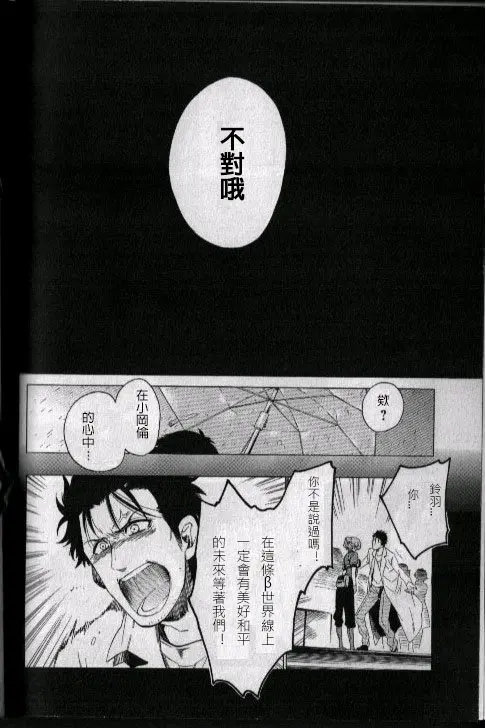 不對哦
欸?
在小岡倫
的心中…
鈴羽…
你…
你不是說過嗎!
在這條β世界線上
一定會有美好和平
的未來等著我們!